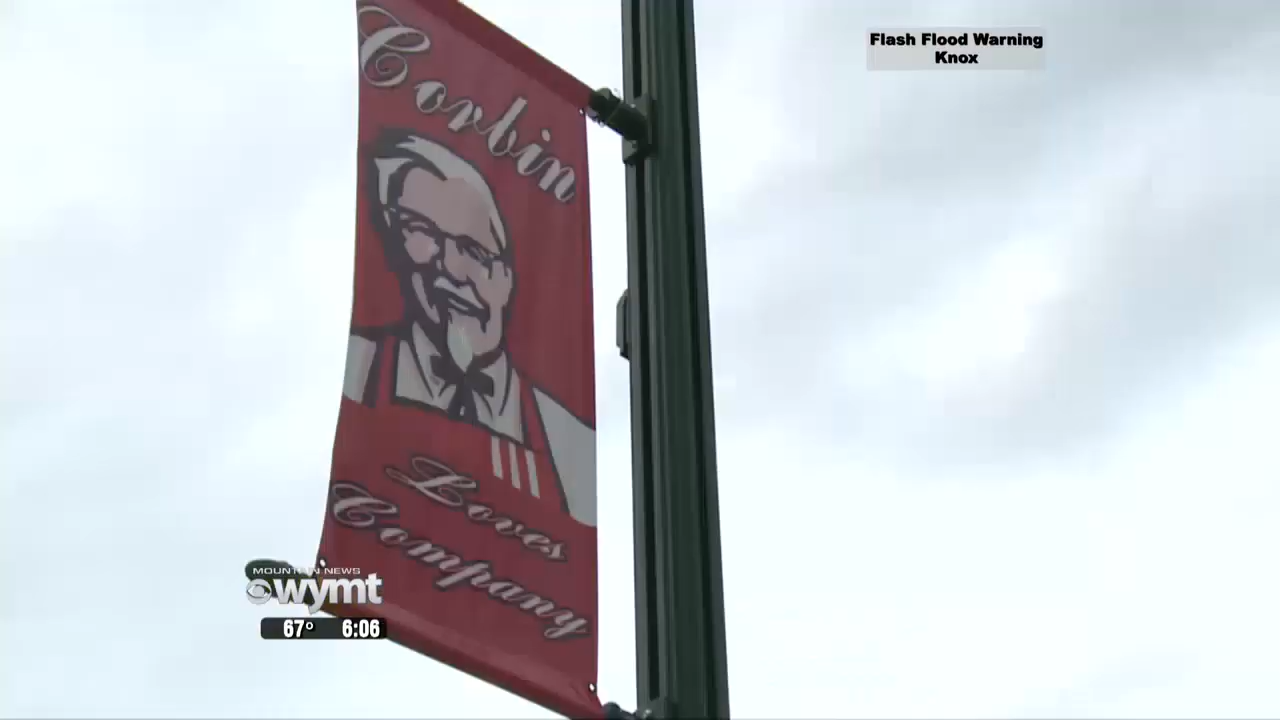 Flash Flood Warning
Knox
Corbin
Loves
Company
MOUNTAIN NEWS
wymt
67° 6:06